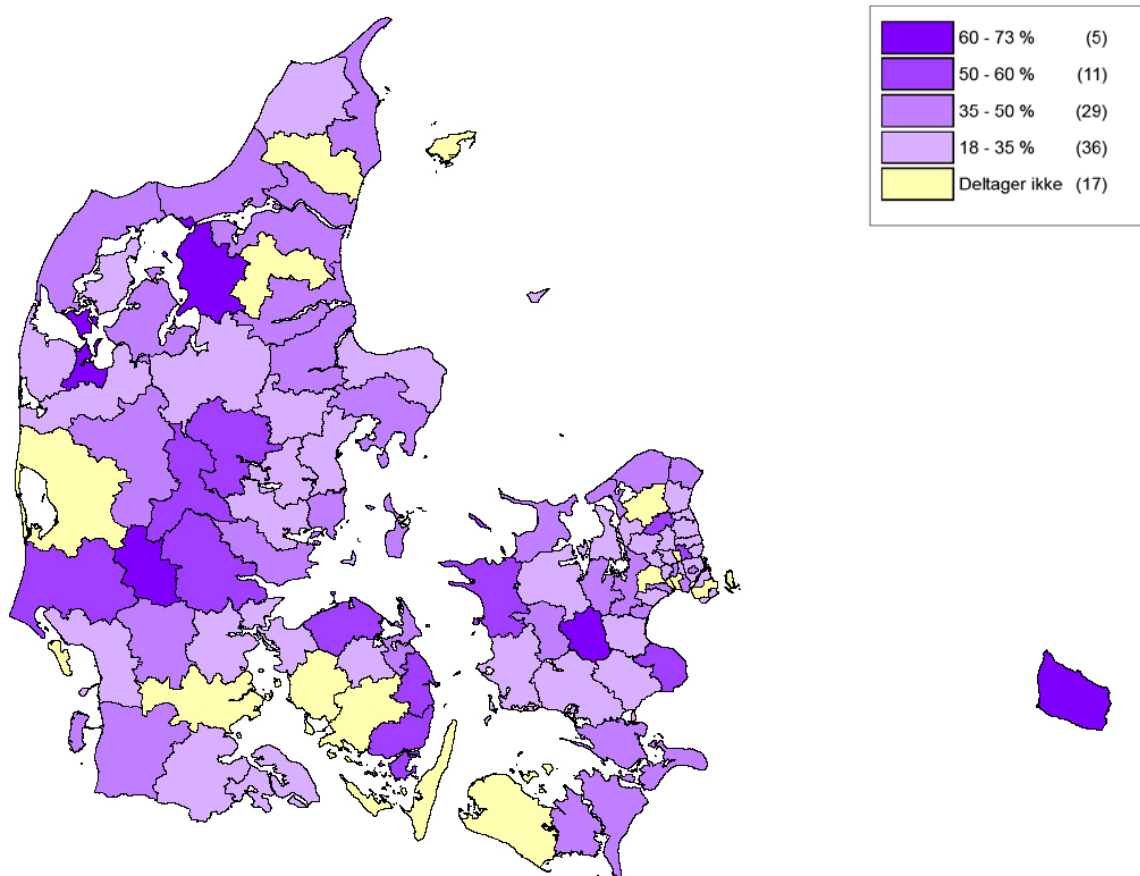 60 - 73 % (5)
50 - 60 % (11)
35 - 50 % (29)
18 - 35 % (36)
Deltager ikke (17)